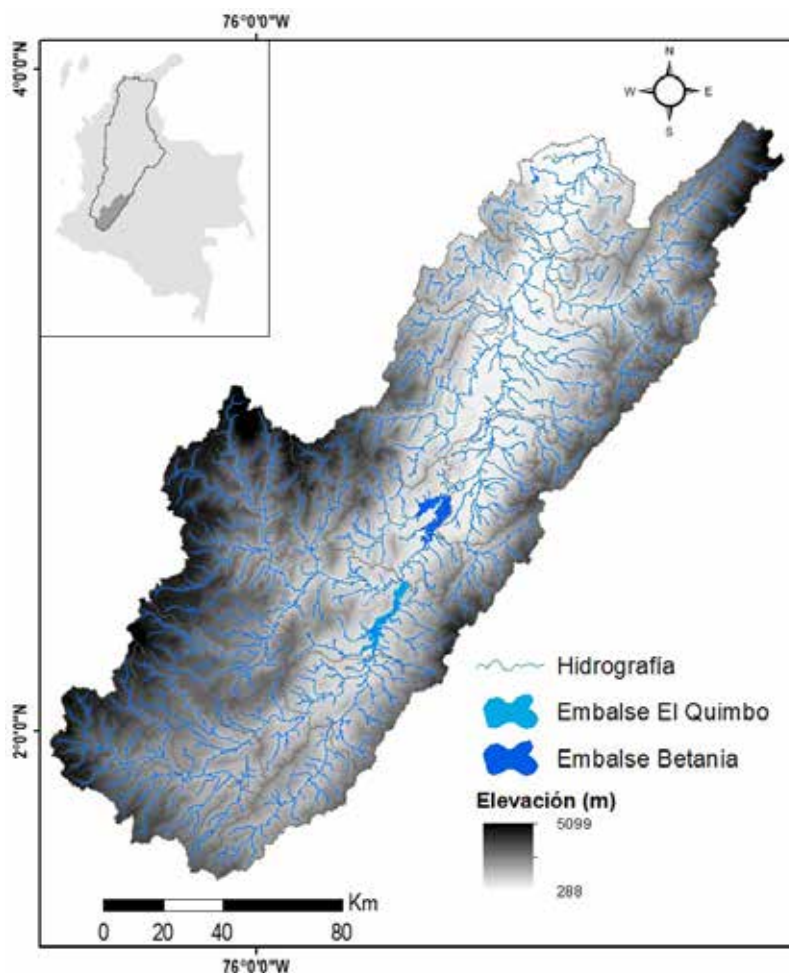 76°0'0"W
4°0'0"N
N
W E
S
Hidrografía
Embalse El Quimbo
2°0'0"N
Embalse Betania
Elevación (m)
5099
288
Km
0 20 40 80
76°0'0"W